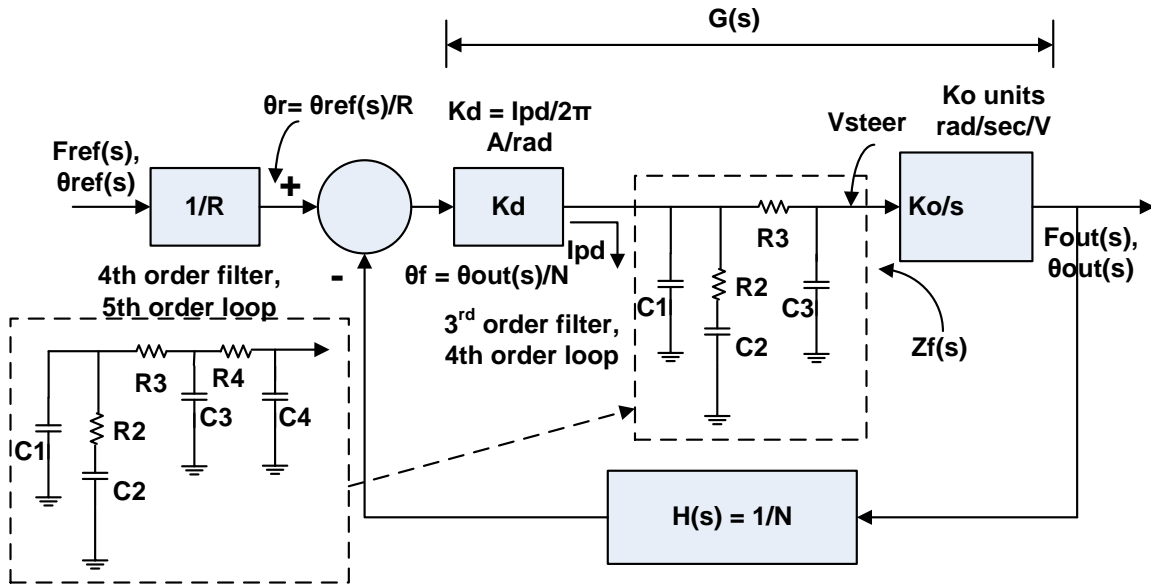 G(s)
θr= θref(s)/R
Kd = Ipd/2π
A/rad
Ko units
rad/sec/V
Vsteer
Fref(s),
θref(s)
1/R
+
-
Kd
Ipd
R3
C1
R2
C2
C3
Ko/s
Fout(s),
θout(s)
θf = θout(s)/N
3rd order filter,
4th order loop
Zf(s)
4th order filter,
5th order loop
R3
R4
C1
R2
C2
C3
C4
H(s) = 1/N